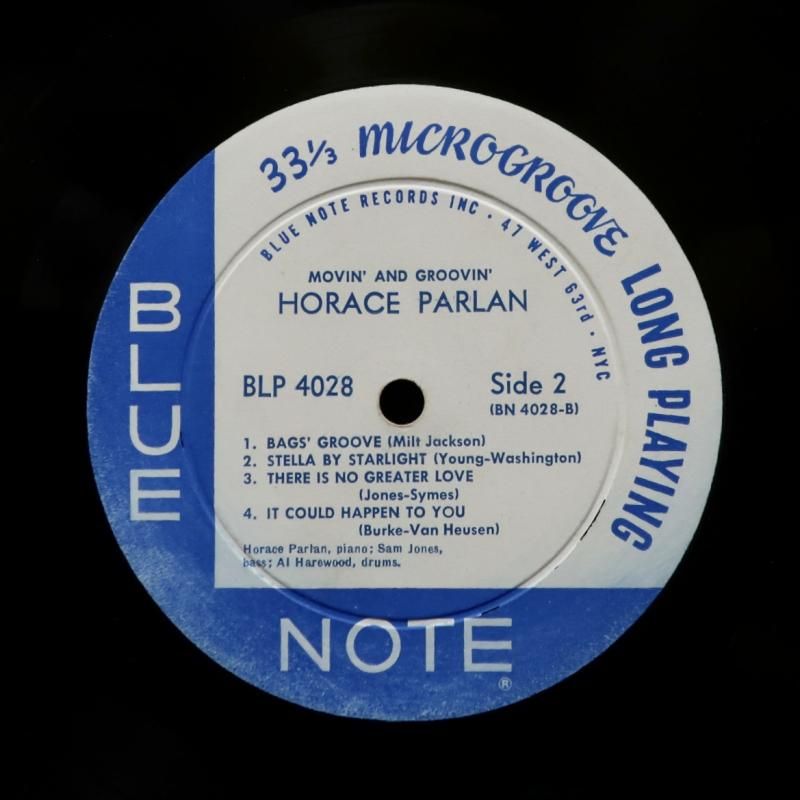 33⅓ MICROGROOVE LONG PLAYING
BLUE NOTE RECORDS INC · 47 WEST 63rd · NYC
MOVIN' AND GROOVIN'
HORACE PARLAN
BLP 4028
Side 2
(BN 4028-B)
1. BAGS' GROOVE (Milt Jackson)
2. STELLA BY STARLIGHT (Young-Washington)
3. THERE IS NO GREATER LOVE
(Jones-Symes)
4. IT COULD HAPPEN TO YOU
(Burke-Van Heusen)
Horace Parlan, piano; Sam Jones,
bass; Al Harewood, drums.
BLUE
NOTE
®